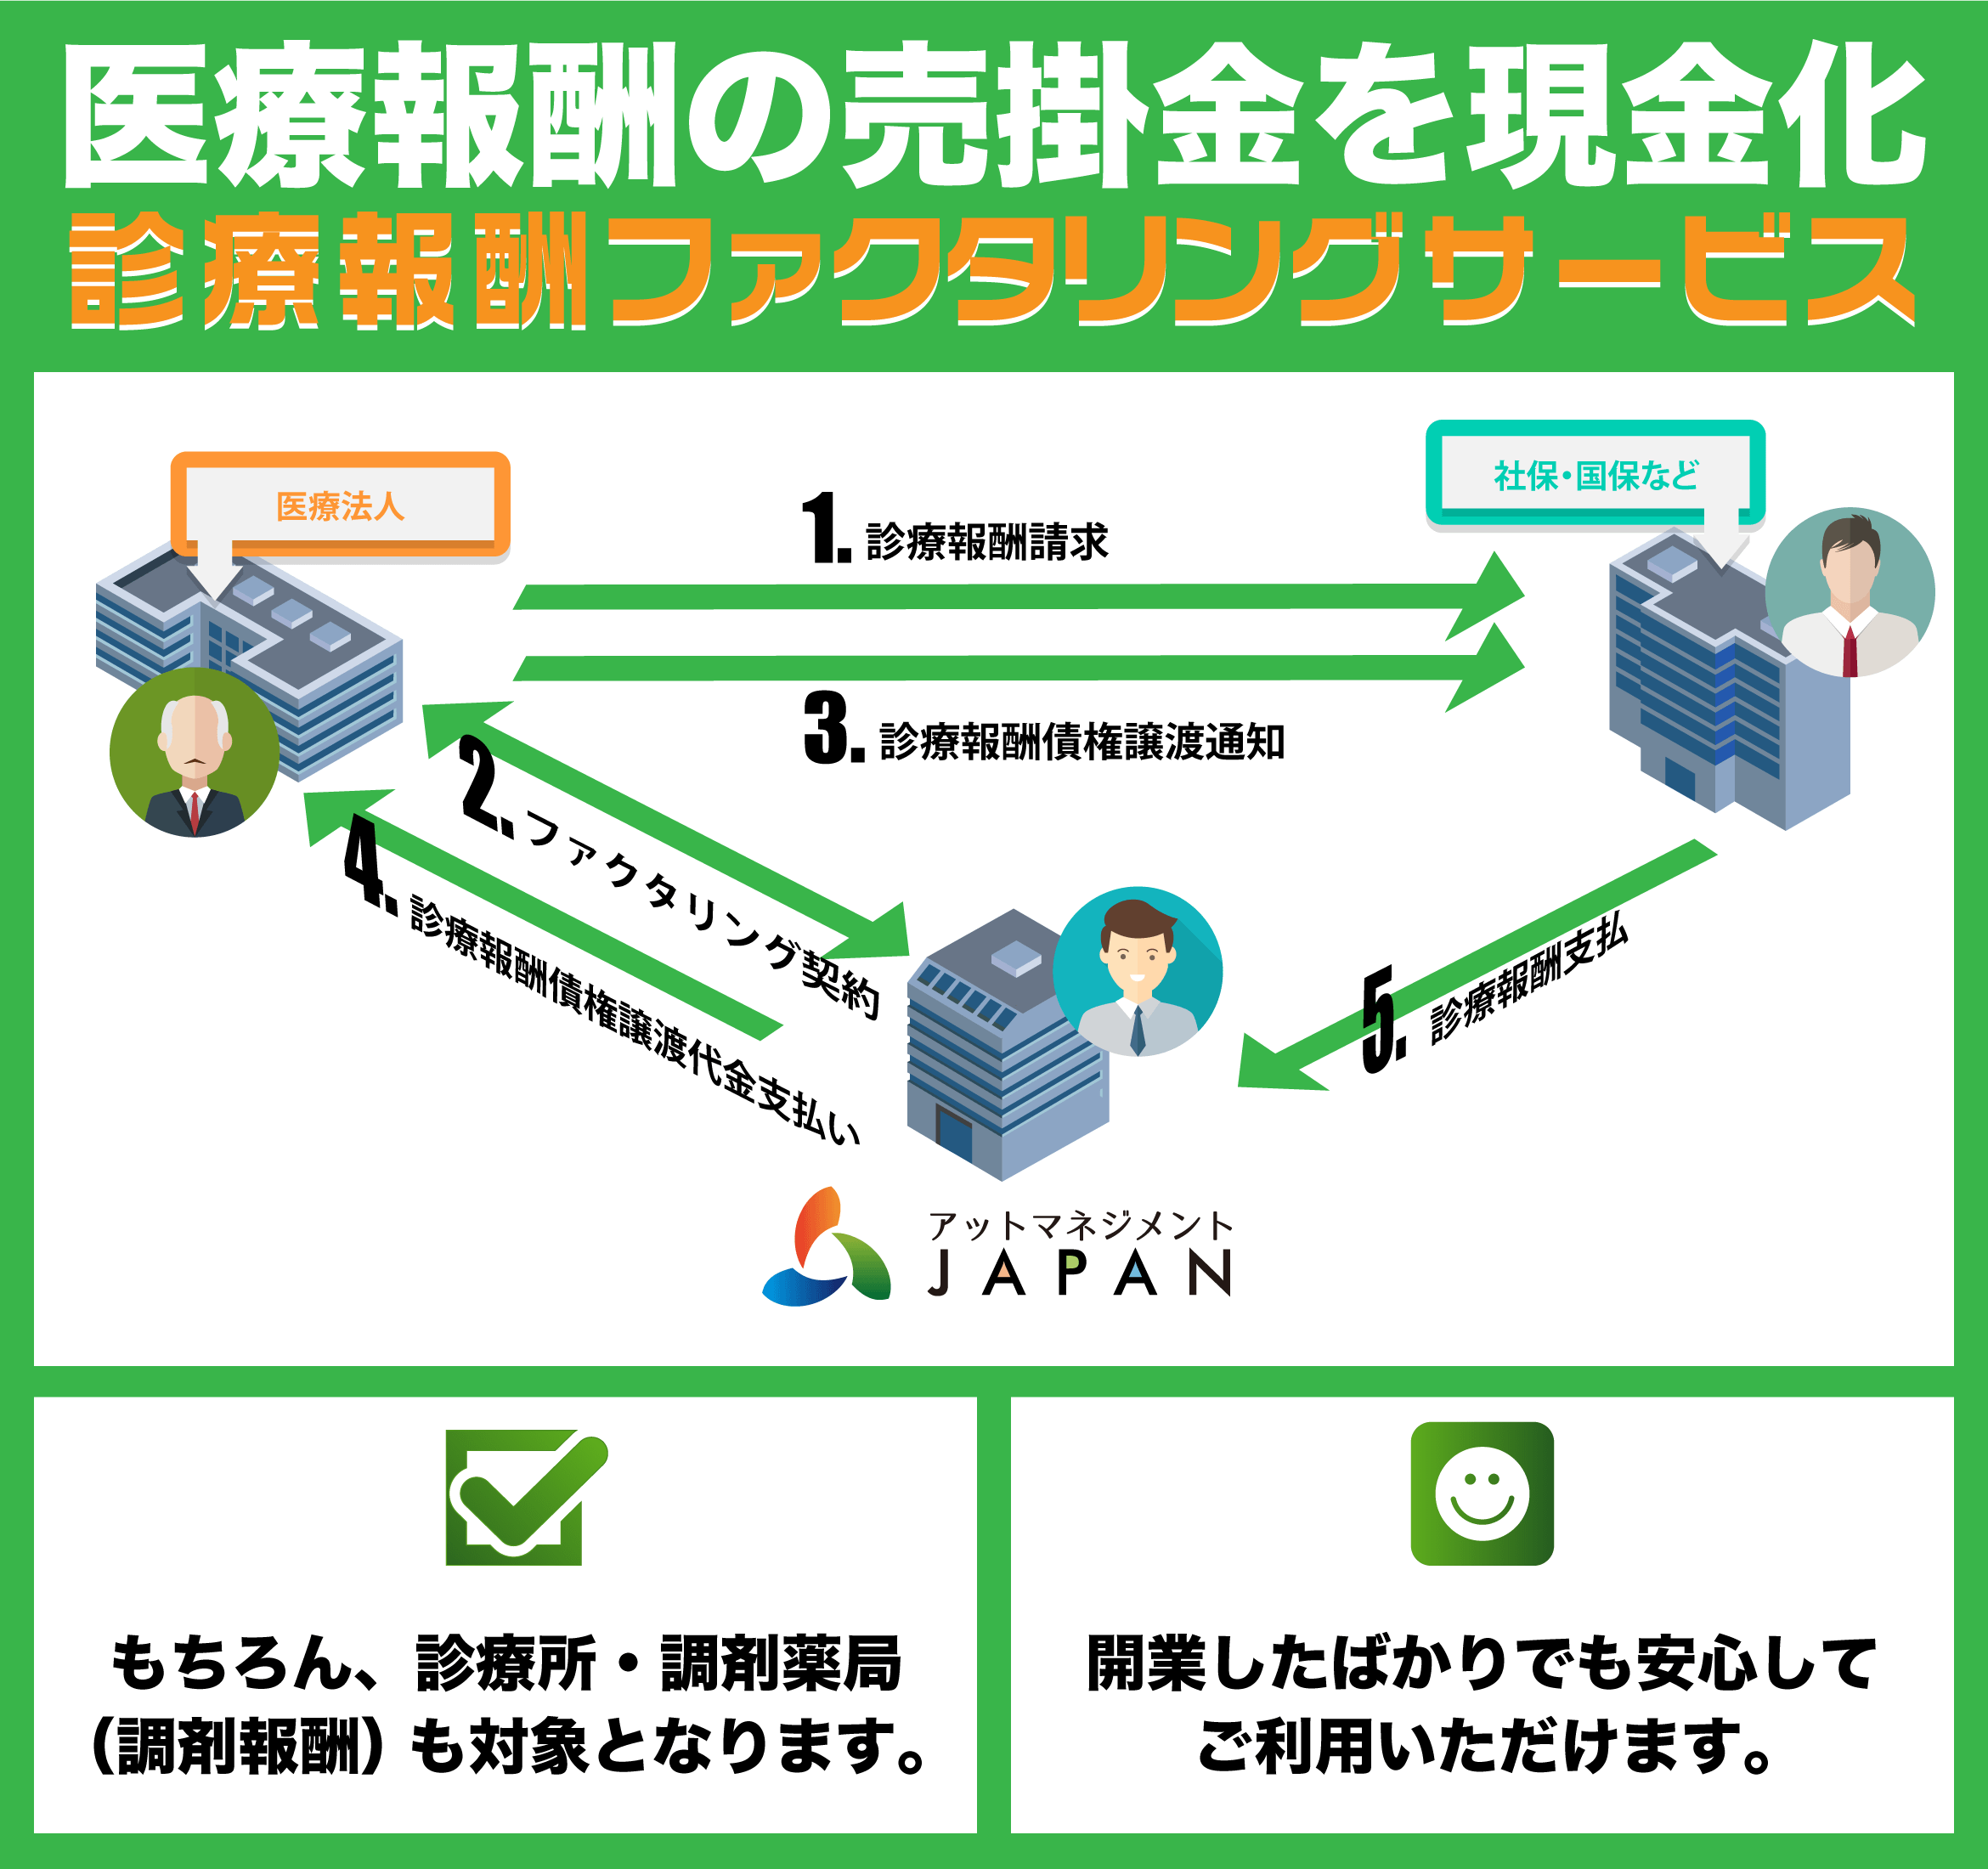 医療報酬の売掛金を現金化
診療報酬ファクタリングサービス
医療法人
社保・国保など
1. 診療報酬請求
3. 診療報酬債権譲渡通知
2. ファクタリング契約
4. 診療報酬債権譲渡代金支払い
5. 診療報酬支払
アットマネジメント
JAPAN
もちろん、診療所・調剤薬局
（調剤報酬）も対象となります。
開業したばかりでも安心して
ご利用いただけます。